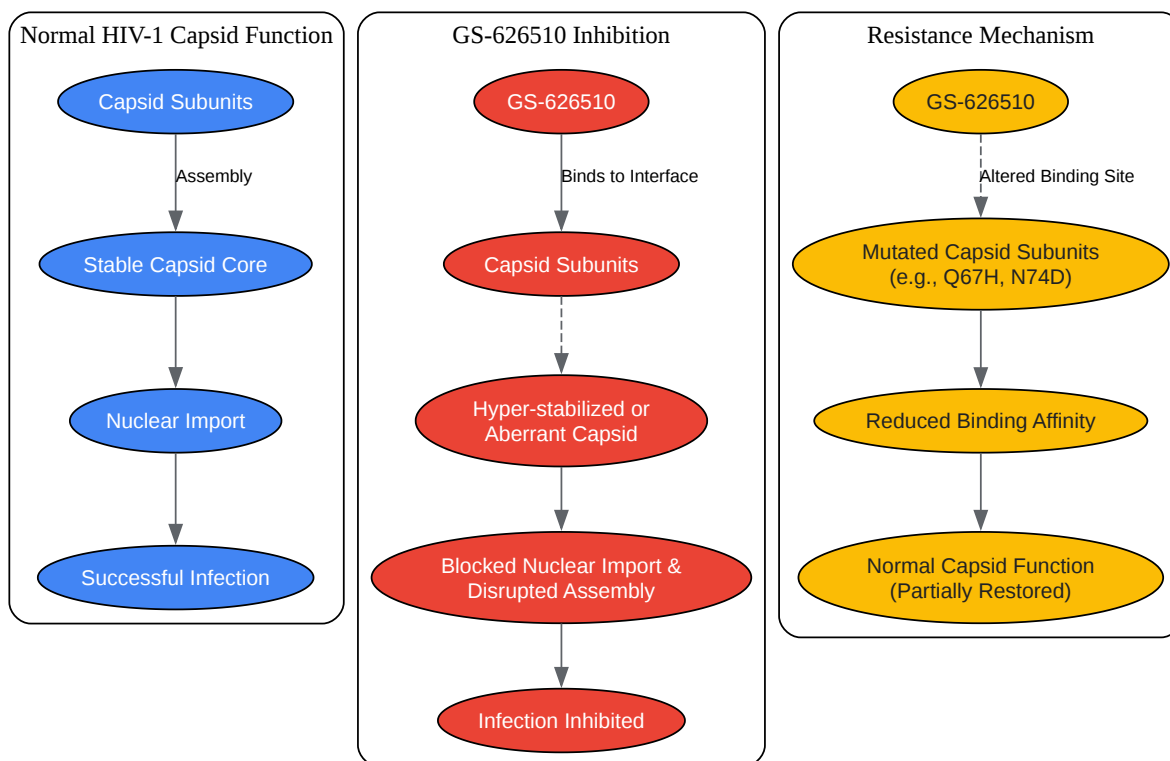 Normal HIV-1 Capsid Function
Capsid Subunits
Assembly
Stable Capsid Core
Nuclear Import
Successful Infection
GS-626510 Inhibition
GS-626510
Binds to Interface
Capsid Subunits
Hyper-stabilized or
Aberrant Capsid
Blocked Nuclear Import &
Disrupted Assembly
Infection Inhibited
Resistance Mechanism
GS-626510
Altered Binding Site
Mutated Capsid Subunits
(e.g., Q67H, N74D)
Reduced Binding Affinity
Normal Capsid Function
(Partially Restored)